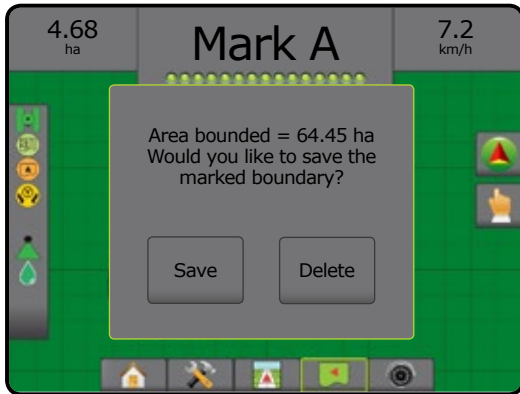 4.68
ha
Mark A
7.2
km/h
Area bounded = 64.45 ha
Would you like to save the
marked boundary?
Save
Delete